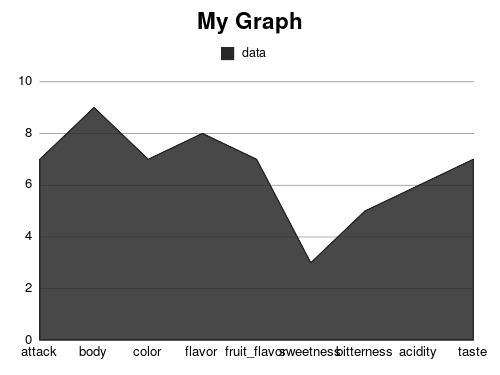 My Graph
data
10
8
6
4
2
0
attack body color flavor fruit_flavor sweetness bitterness acidity taste